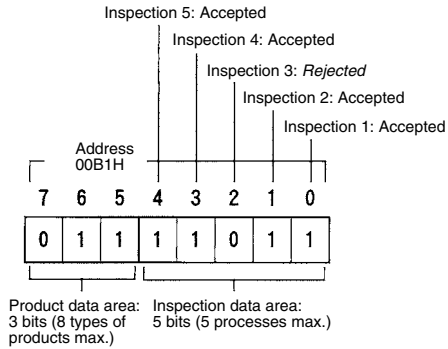 Inspection 5: Accepted
Inspection 4: Accepted
Inspection 3: Rejected
Inspection 2: Accepted
Inspection 1: Accepted
Address
00B1H
7 6 5 4 3 2 1 0
0 1 1 1 1 0 1 1
Product data area:
3 bits (8 types of
products max.)
Inspection data area:
5 bits (5 processes max.)